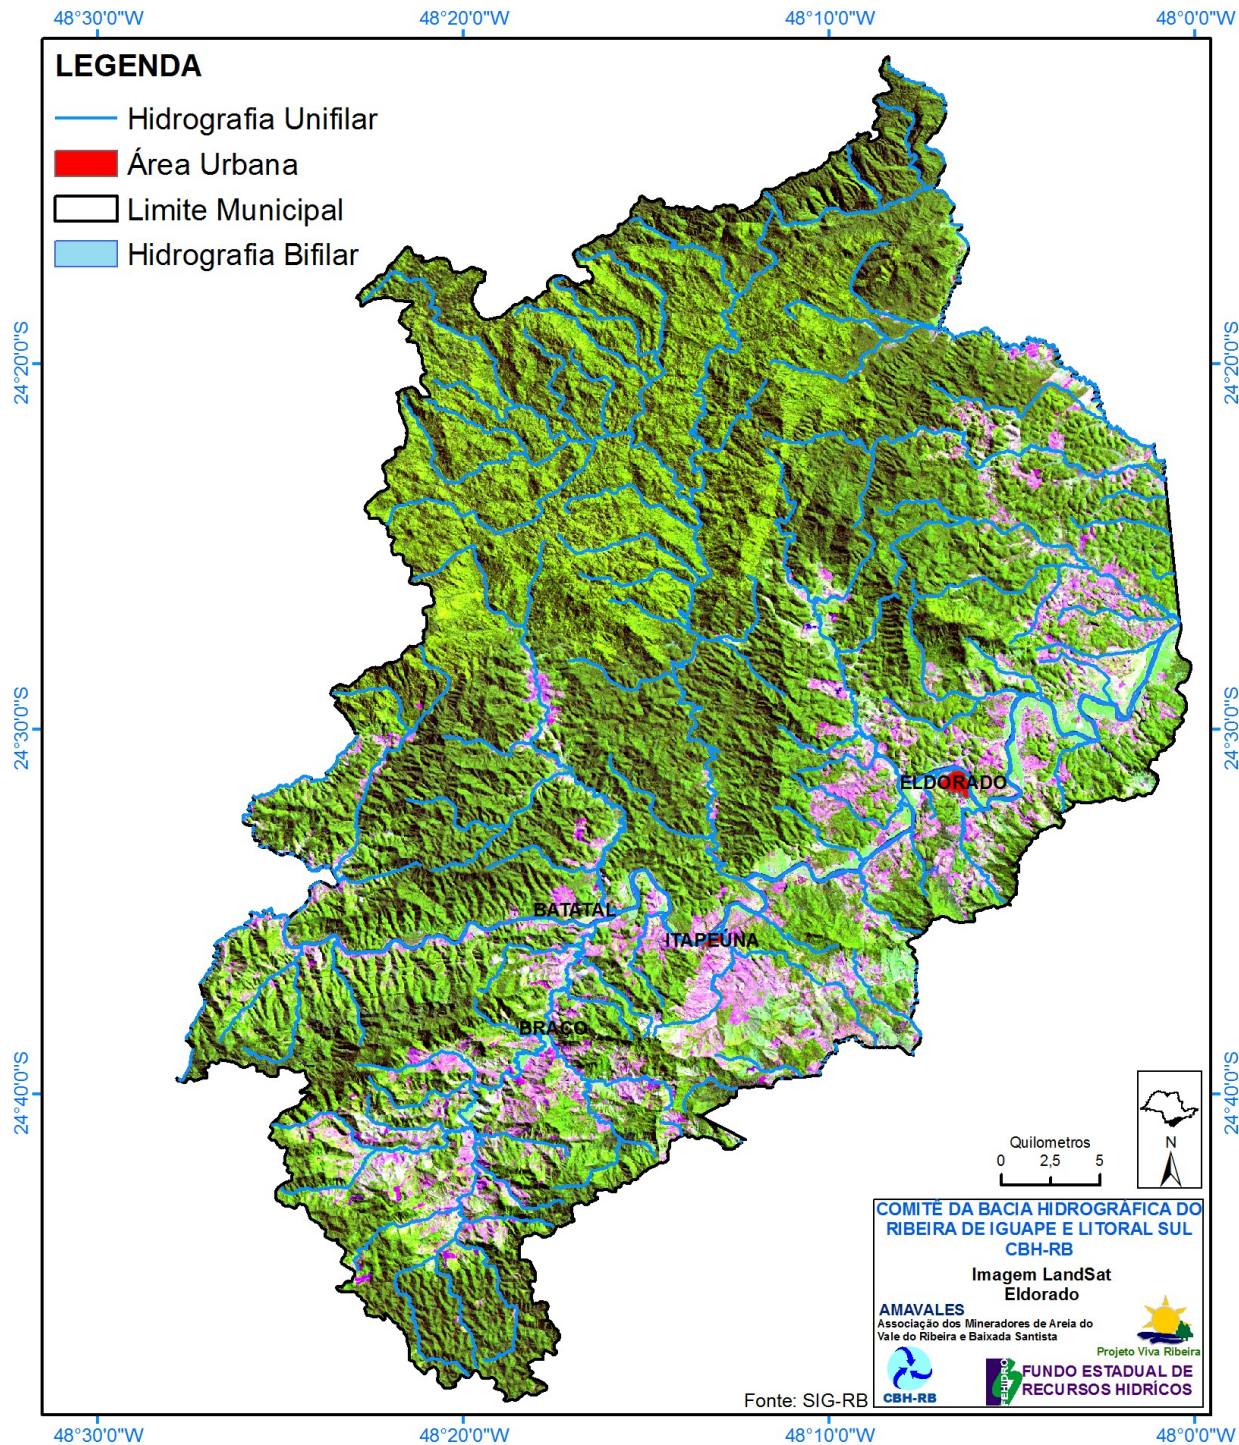 48°30'0"W 48°20'0"W 48°10'0"W 48°0'0"W
LEGENDA
Hidrografia Unifilar
Área Urbana
Limite Municipal
Hidrografia Bifilar
24°20'0"S 24°20'0"S
24°30'0"S 24°30'0"S
ELDORADO
BATATAL
ITAPEÚNA
BRAÇO
24°40'0"S 24°40'0"S
Quilometros
0 2,5 5
N
COMITÊ DA BACIA HIDROGRÁFICA DO
RIBEIRA DE IGUAPE E LITORAL SUL
CBH-RB
Imagem LandSat
Eldorado
AMAVALES
Associação dos Mineradores de Areia do
Vale do Ribeira e Baixada Santista
Projeto Viva Ribeira
CBH-RB
FEHIDRO
FUNDO ESTADUAL DE
RECURSOS HIDRÍCOS
Fonte: SIG-RB
48°30'0"W 48°20'0"W 48°10'0"W 48°0'0"W